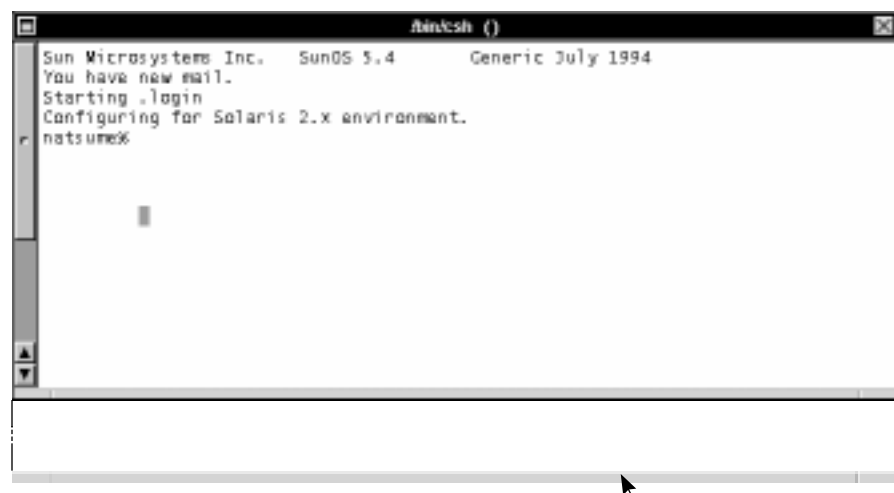 /bin/csh ()
Sun Microsystems Inc. SunOS 5.4 Generic July 1994
You have new mail.
Starting .login
Configuring for Solaris 2.x environment.
natsume%